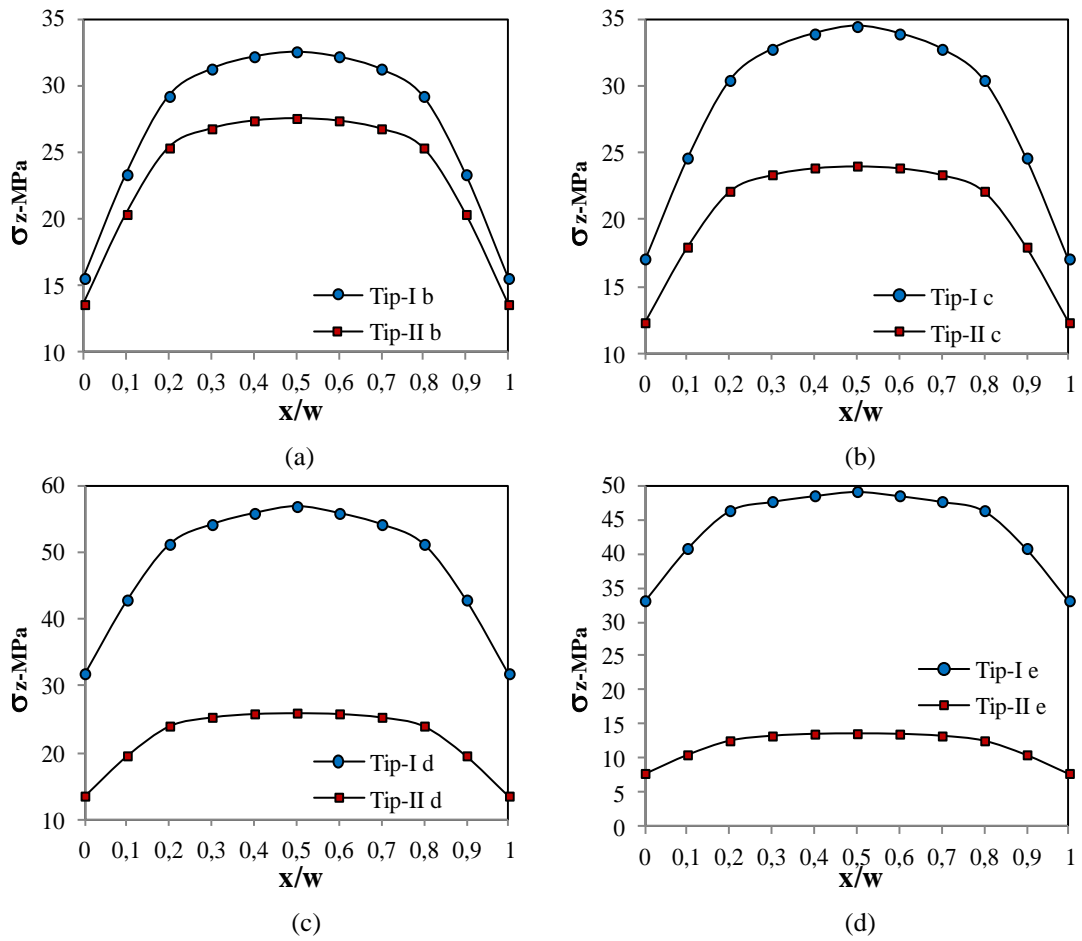 35
30
25
20
15
10
σz-MPa
Tip-I b
Tip-II b
0 0,1 0,2 0,3 0,4 0,5 0,6 0,7 0,8 0,9 1
x/w
(a)
35
30
25
20
15
10
σz-MPa
Tip-I c
Tip-II c
0 0,1 0,2 0,3 0,4 0,5 0,6 0,7 0,8 0,9 1
x/w
(b)
60
50
40
30
20
10
σz-MPa
Tip-I d
Tip-II d
0 0,1 0,2 0,3 0,4 0,5 0,6 0,7 0,8 0,9 1
x/w
(c)
50
45
40
35
30
25
20
15
10
5
0
σz-MPa
Tip-I e
Tip-II e
0 0,1 0,2 0,3 0,4 0,5 0,6 0,7 0,8 0,9 1
x/w
(d)